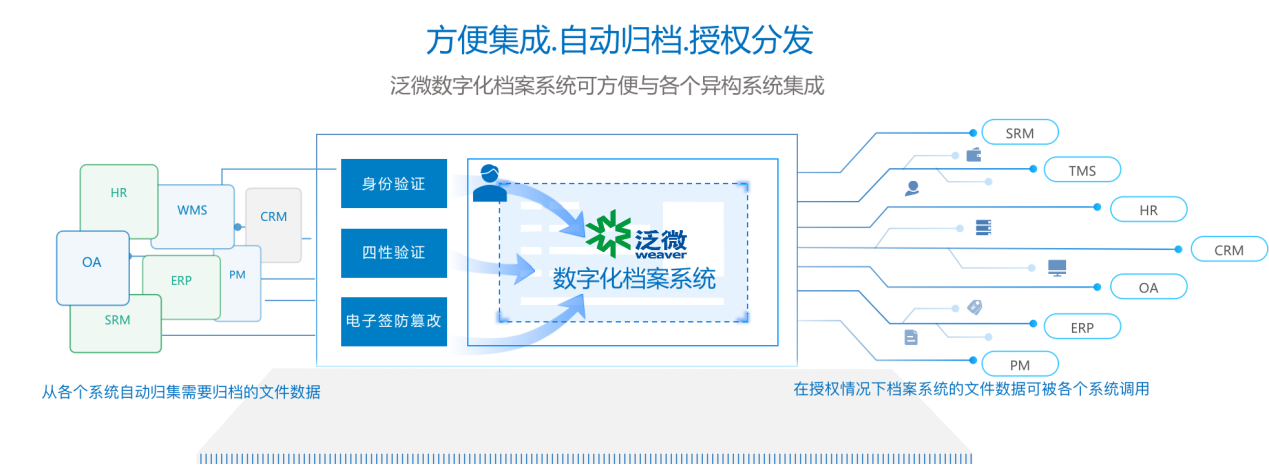 方便集成.自动归档.授权分发
泛微数字化档案系统可方便与各个异构系统集成
HR
WMS
CRM
OA
ERP
PM
SRM
从各个系统自动归集需要归档的文件数据
身份验证
四性验证
电子签防篡改
泛微
weaver
数字化档案系统
SRM
TMS
HR
CRM
OA
ERP
PM
在授权情况下档案系统的文件数据可被各个系统调用